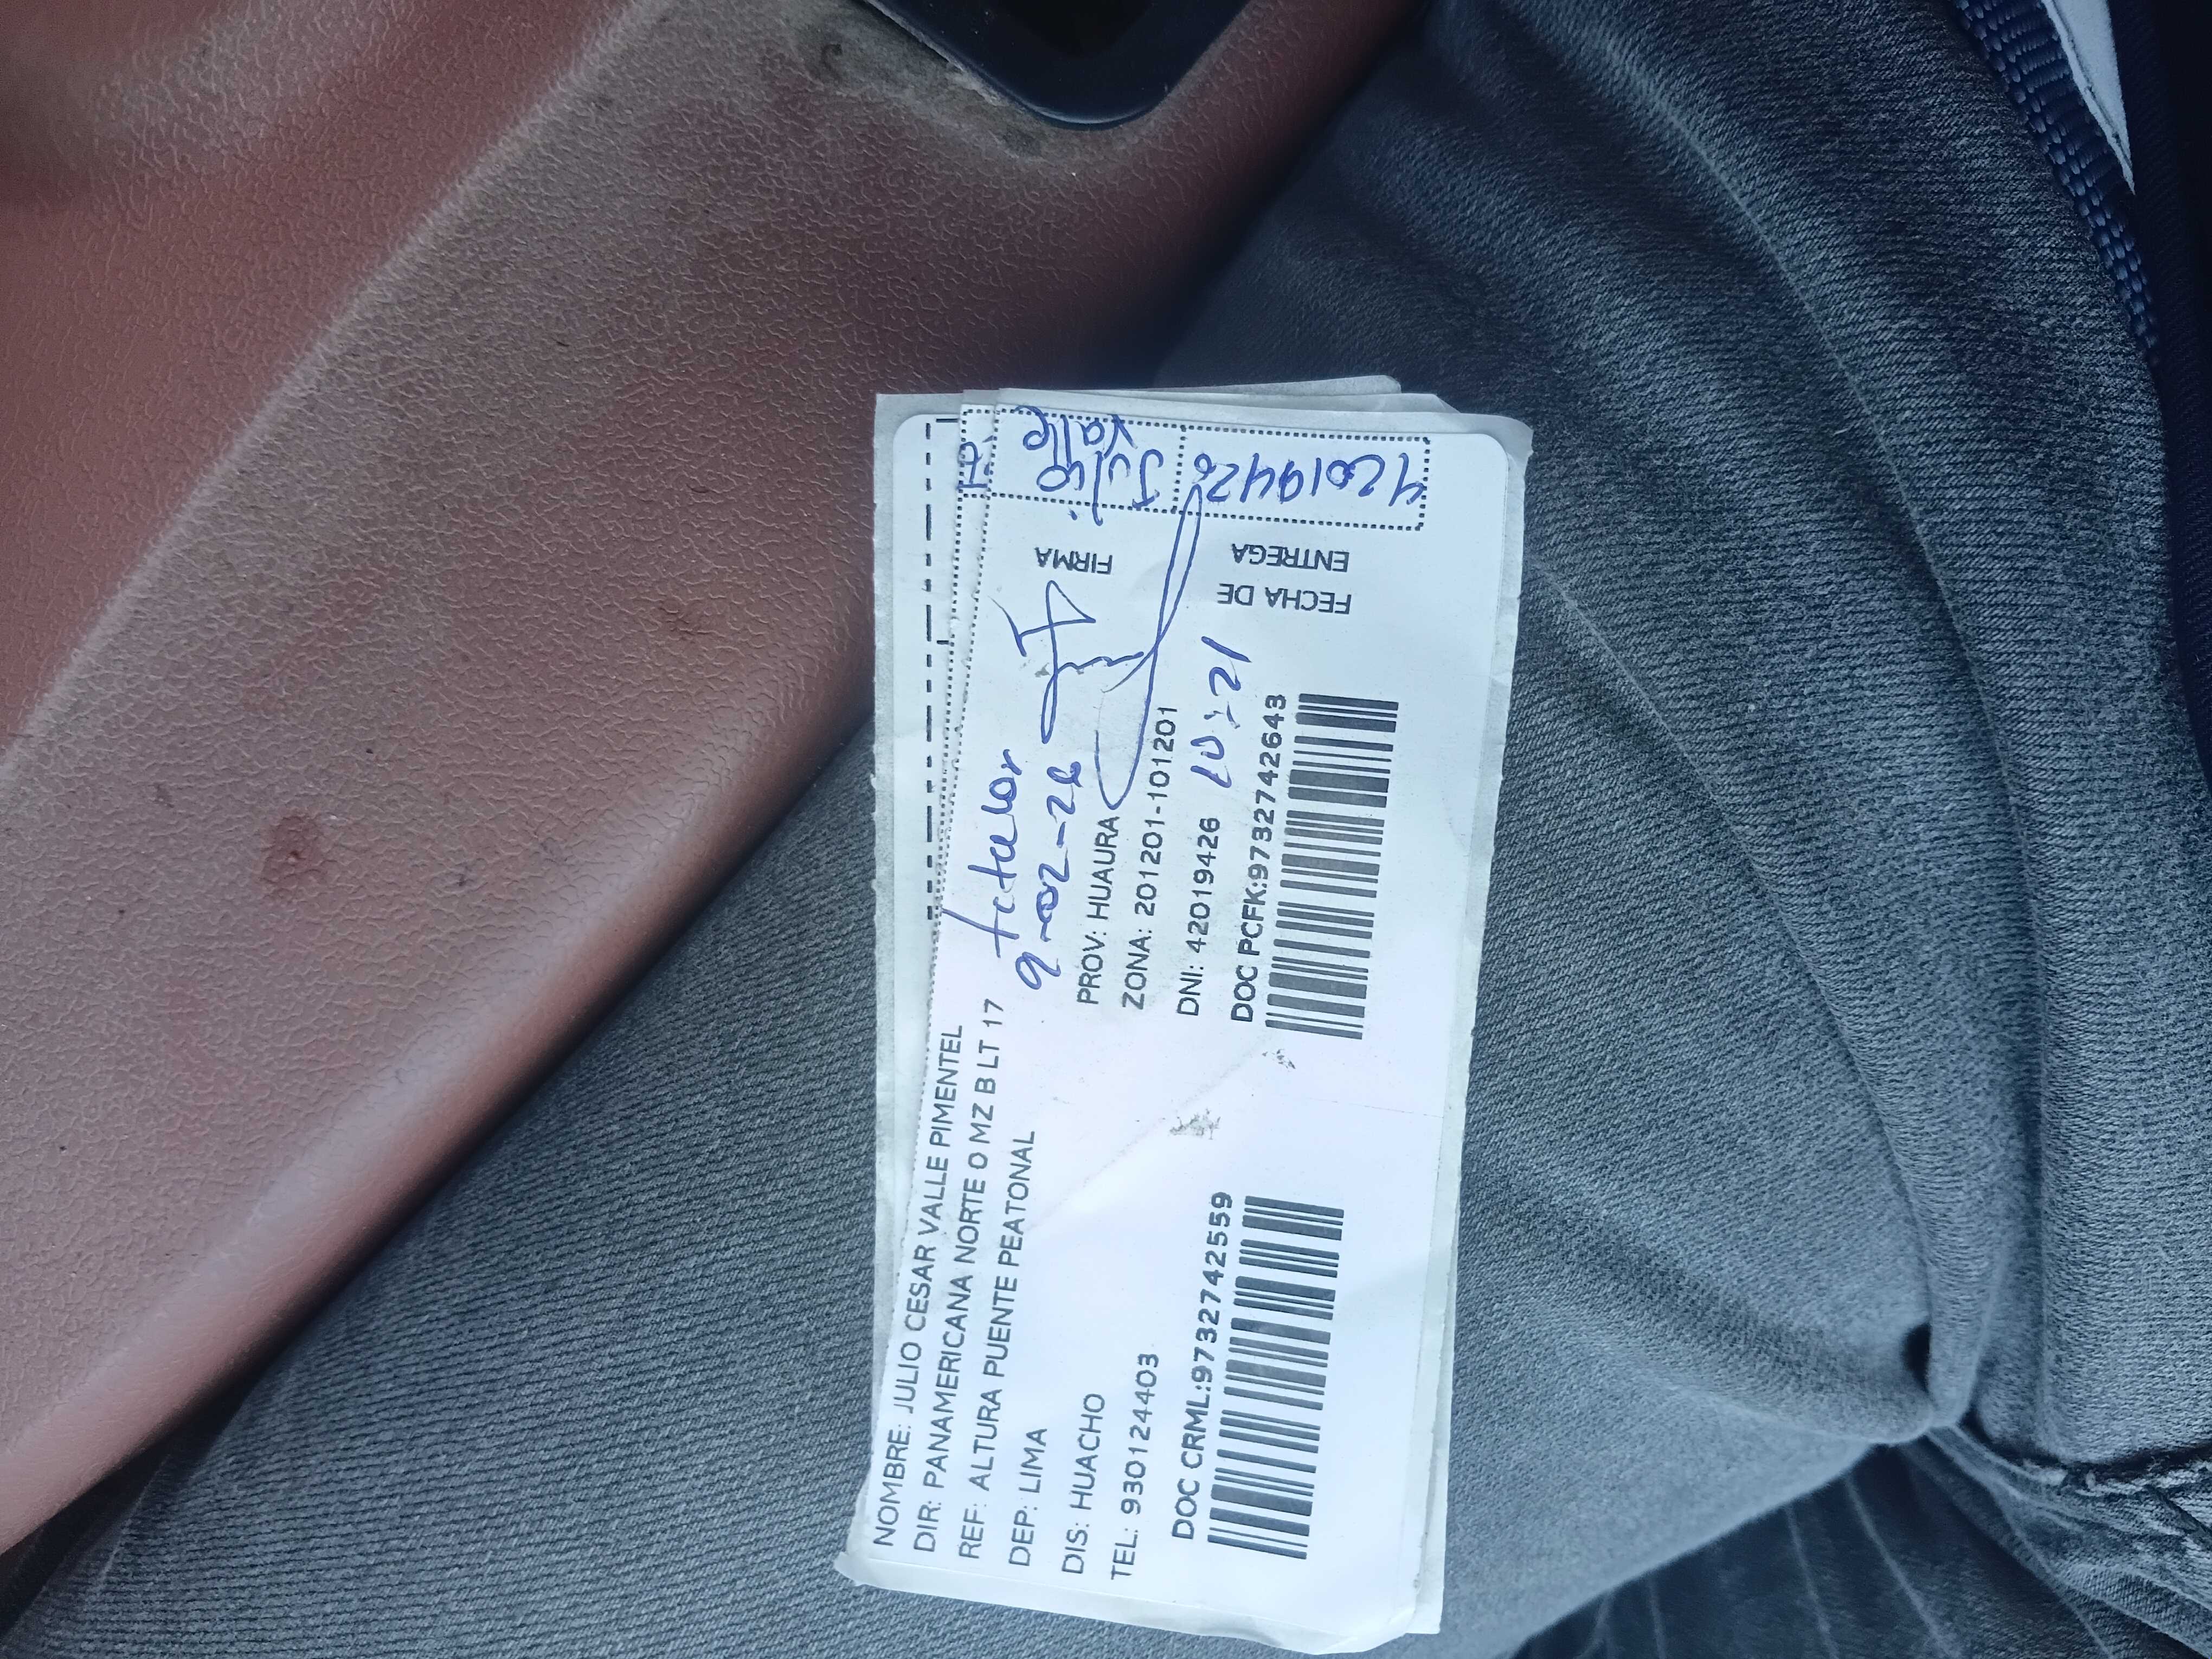 NOMBRE: JULIO CESAR VALLE PIMENTEL
DIR: PANAMERICANA NORTE 0 MZ B LT 17
REF: ALTURA PUENTE PEATONAL
titular
9-02-26
DEP: LIMA
PROV: HUAURA
DIS: HUACHO
ZONA: 201201-101201
TEL: 930124403
DNI: 42019426
10:21
DOC CRML:9732742559
DOC PCFK:9732742643
FECHA DE
ENTREGA
FIRMA
42019426
Julio
Valle